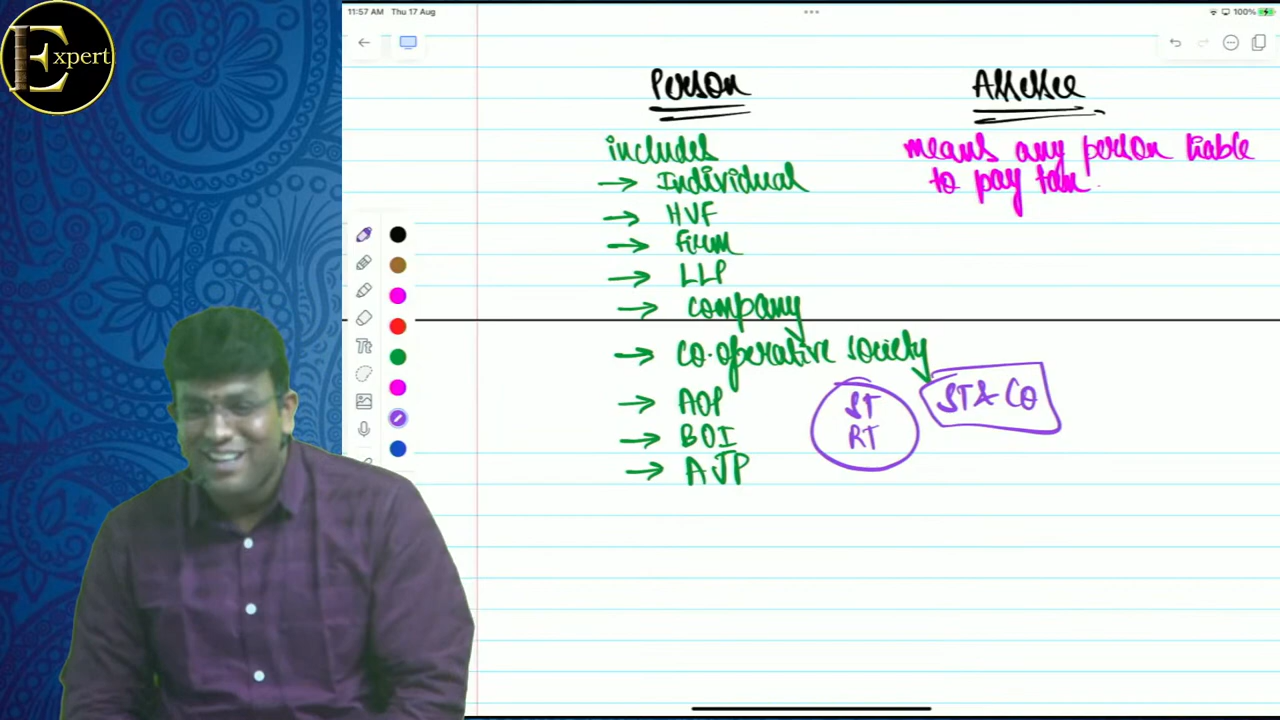 11:57 AM Thu 17 Aug
100%
Expert
Person
Assessee
includes
means any person liable
to pay tax
→ Individual
→ HUF
→ Firm
→ LLP
→ company
→ co.operative society
→ AOP
→ BOI
→ AJP
ST
RT
ST & CO